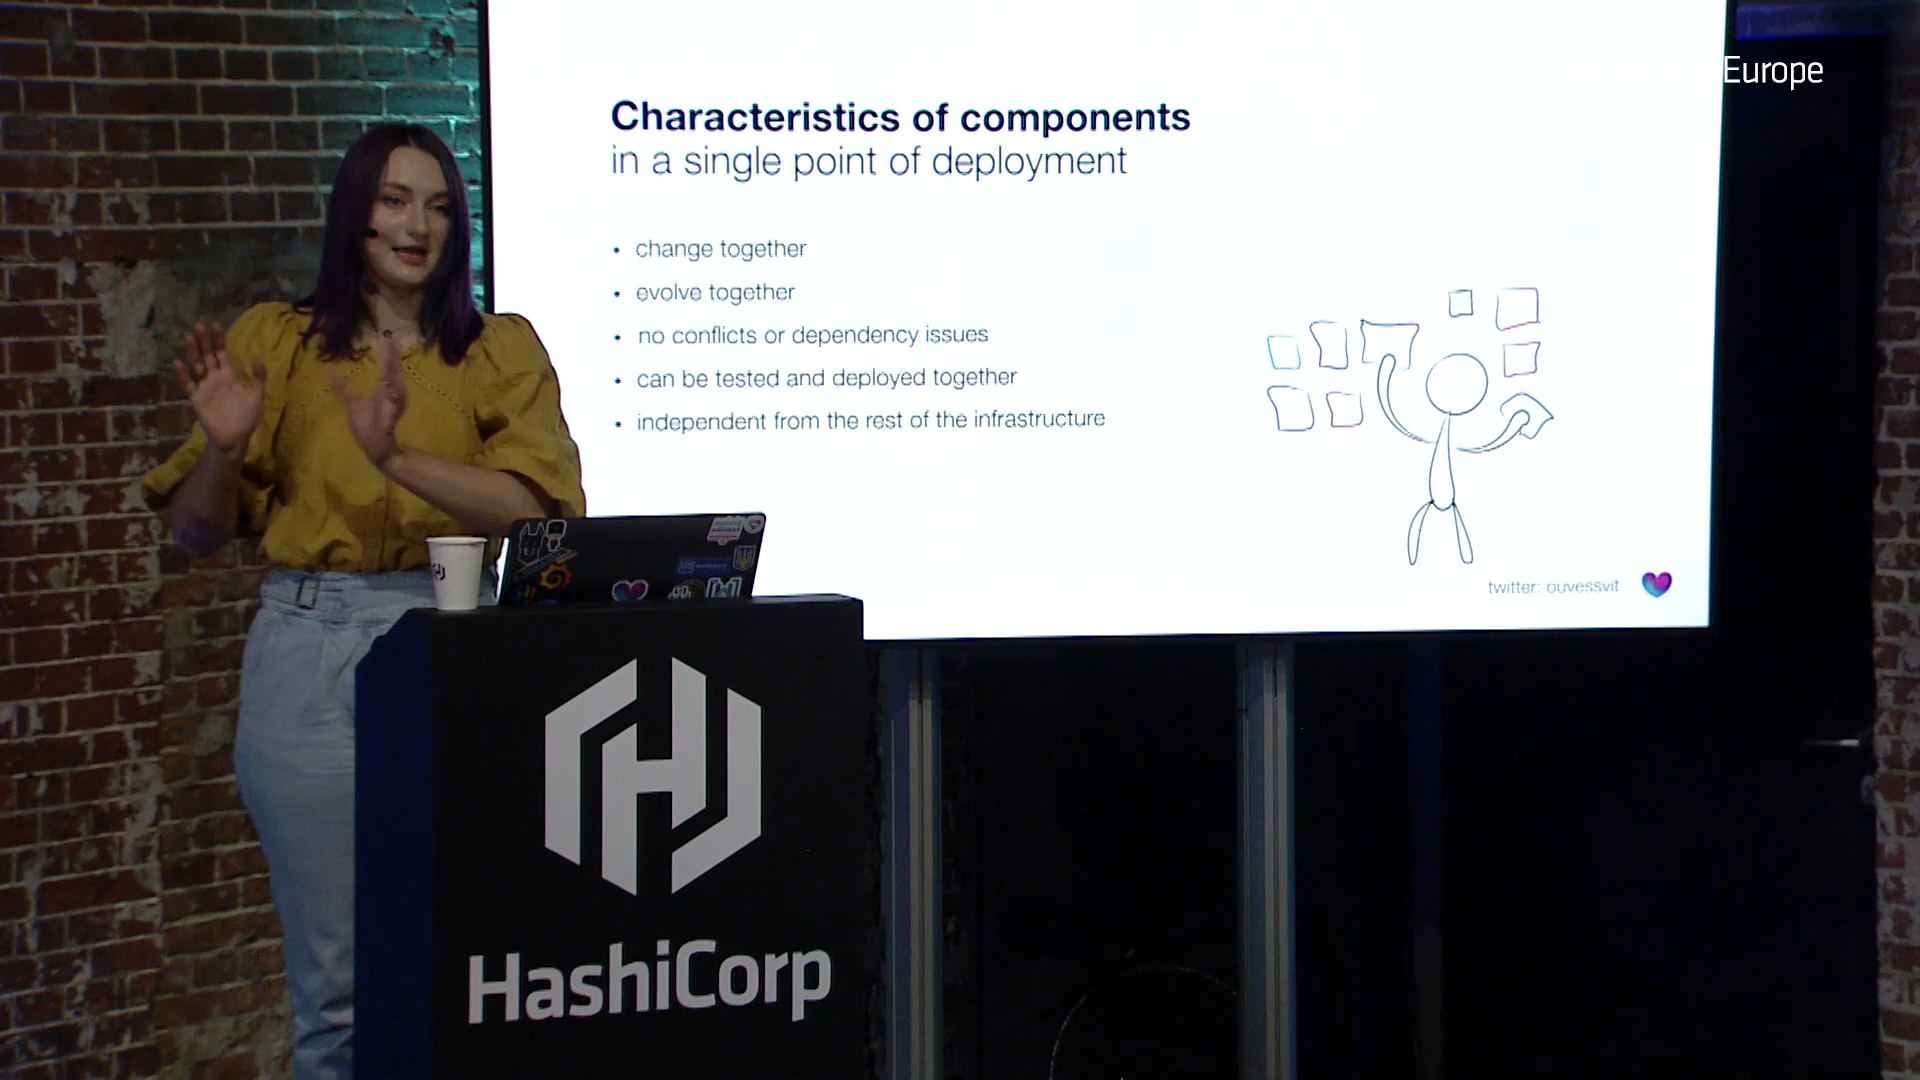 Europe
Characteristics of components
in a single point of deployment
• change together
• evolve together
• no conflicts or dependency issues
• can be tested and deployed together
• independent from the rest of the infrastructure
twitter: ouvessvit
HashiCorp